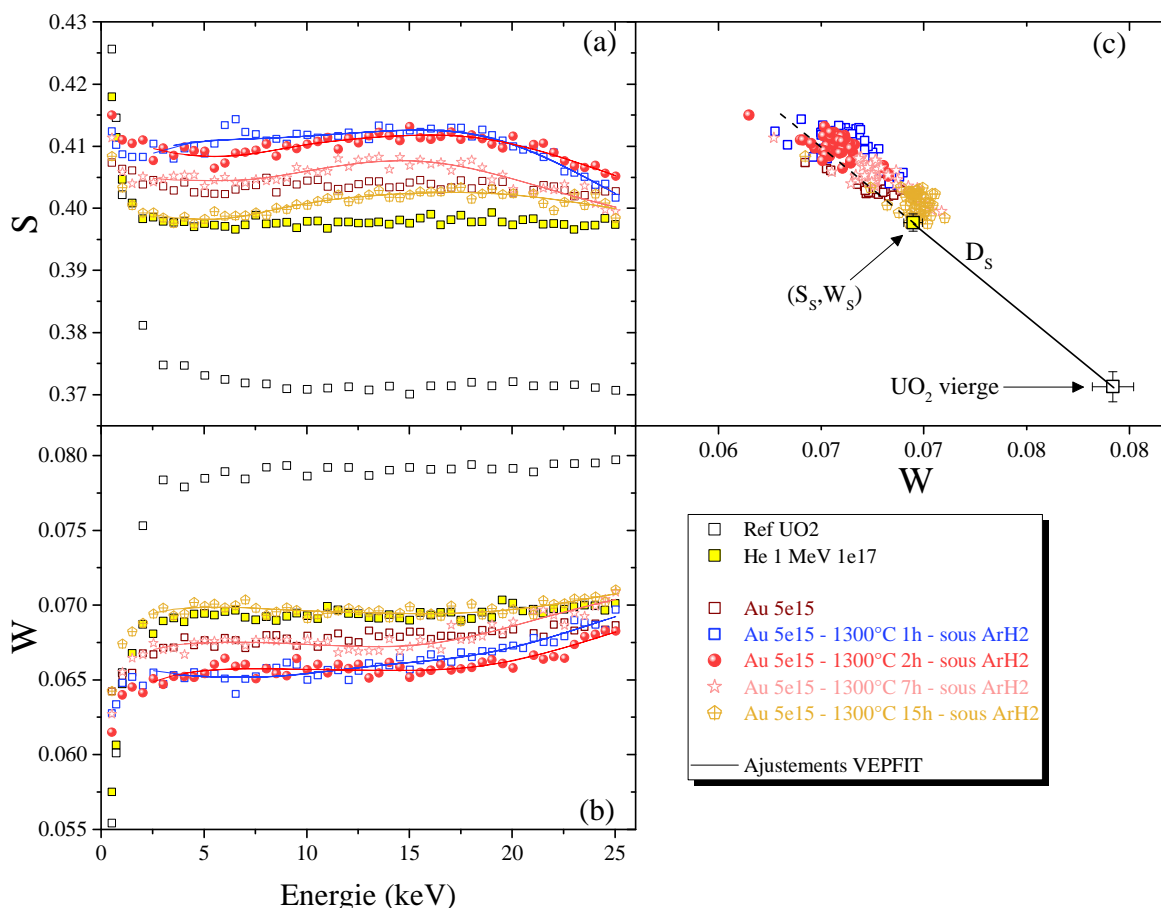 0.43
0.42
0.41
0.40
0.39
0.38
0.37
S
(a)
(c)
D_S
(S_S,W_S)
UO_2 vierge
0.06
0.07
0.07
0.08
0.08
W
0.080
0.075
0.070
0.065
0.060
0.055
W
(b)
0
5
10
15
20
25
Energie (keV)
Ref UO2
He 1 MeV 1e17
Au 5e15
Au 5e15 - 1300°C 1h - sous ArH2
Au 5e15 - 1300°C 2h - sous ArH2
Au 5e15 - 1300°C 7h - sous ArH2
Au 5e15 - 1300°C 15h - sous ArH2
Ajustements VEPFIT